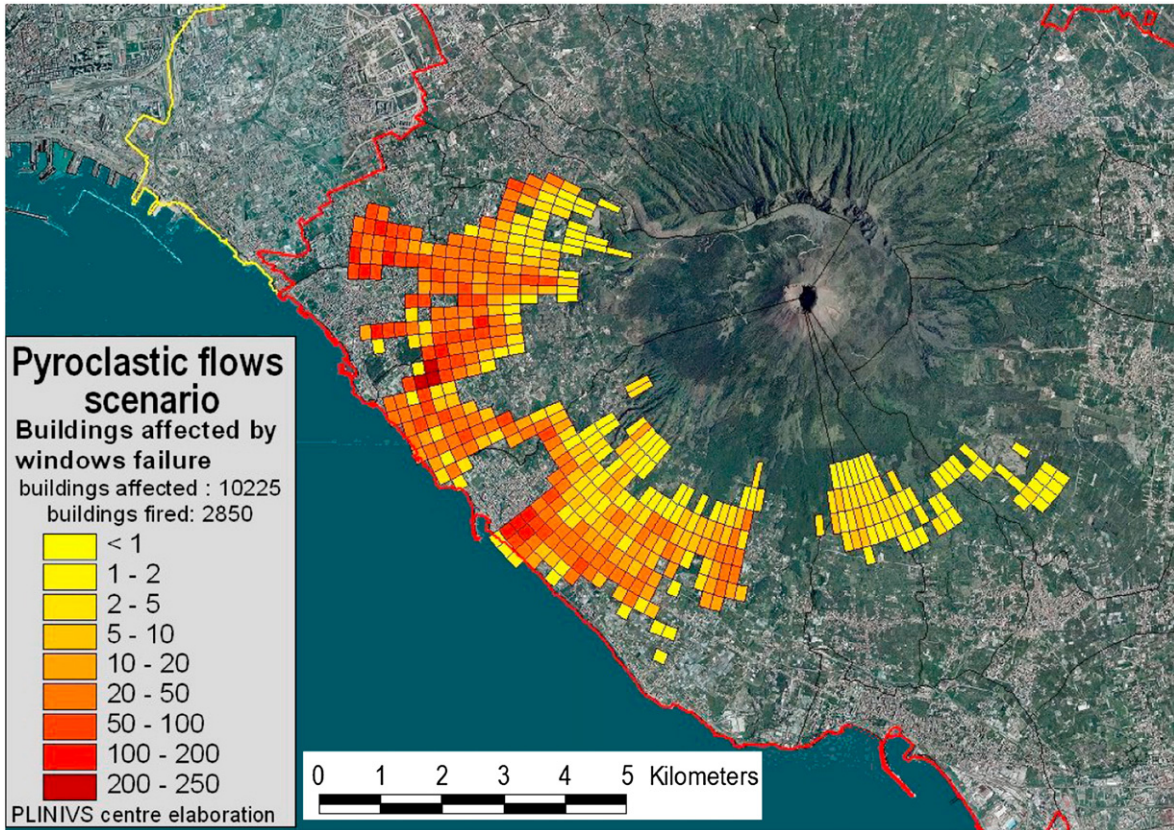 Pyroclastic flows
scenario
Buildings affected by
windows failure
buildings affected : 10225
buildings fired: 2850
< 1
1 - 2
2 - 5
5 - 10
10 - 20
20 - 50
50 - 100
100 - 200
200 - 250
PLINIVS centre elaboration
0 1 2 3 4 5 Kilometers